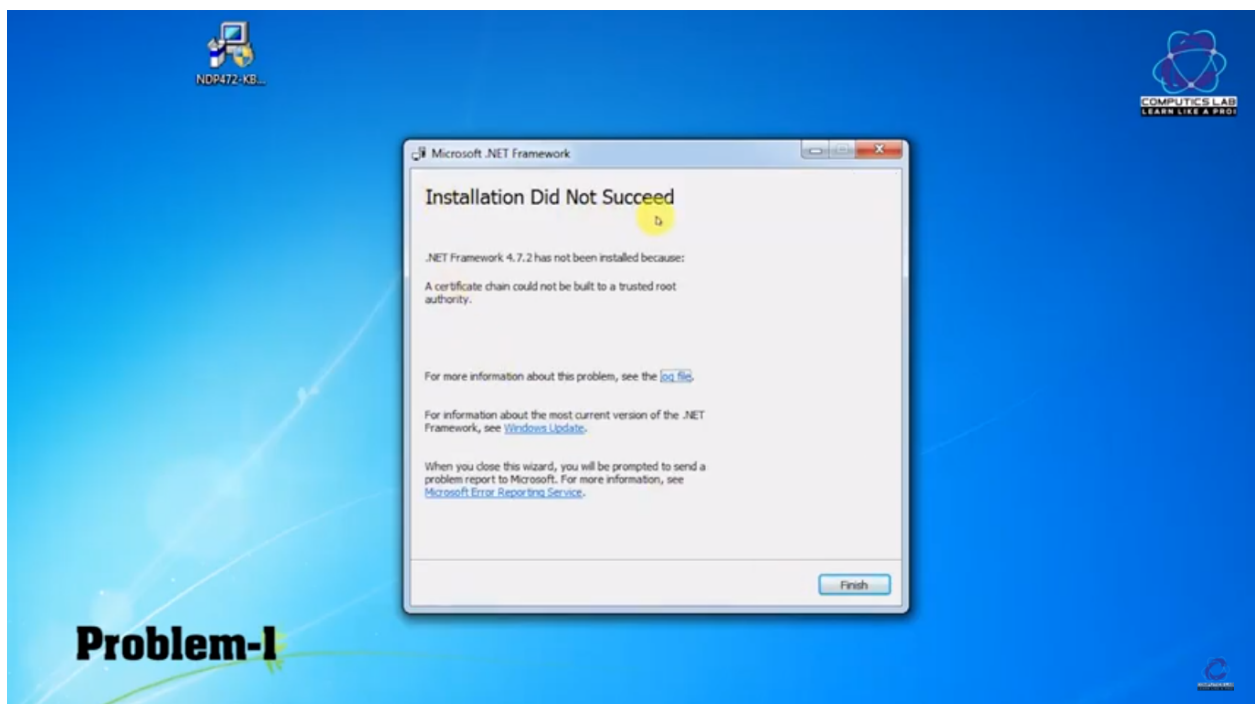 NDP472-KB...
COMPUTICS LAB
LEARN LIKE A PRO!
Microsoft .NET Framework
Installation Did Not Succeed
.NET Framework 4.7.2 has not been installed because:
A certificate chain could not be built to a trusted root
authority.
For more information about this problem, see the log file.
For information about the most current version of the .NET
Framework, see Windows Update.
When you close this wizard, you will be prompted to send a
problem report to Microsoft. For more information, see
Microsoft Error Reporting Service.
Finish
Problem-1